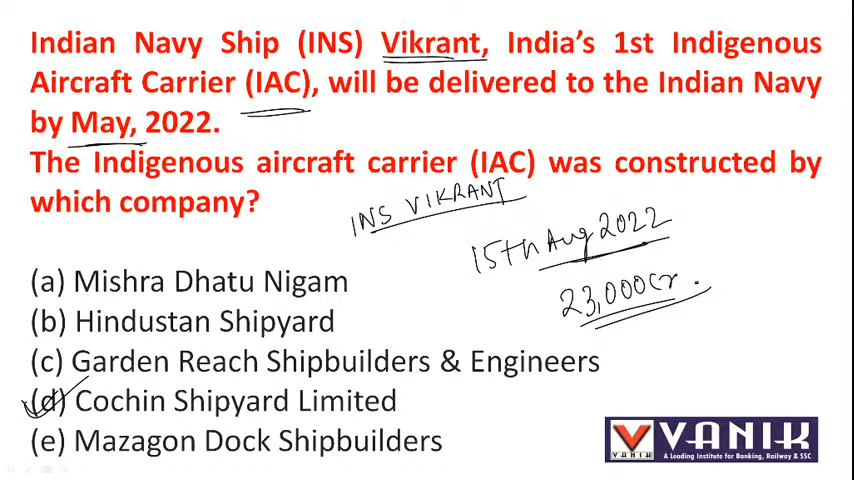 Indian Navy Ship (INS) Vikrant, India's 1st Indigenous
Aircraft Carrier (IAC), will be delivered to the Indian Navy
by May, 2022.
The Indigenous aircraft carrier (IAC) was constructed by
which company?
INS VIKRANT
15th Aug 2022
23,000 Cr.
(a) Mishra Dhatu Nigam
(b) Hindustan Shipyard
(c) Garden Reach Shipbuilders & Engineers
(d) Cochin Shipyard Limited
(e) Mazagon Dock Shipbuilders
VANIK
VANIK
A Leading Institute for Banking, Railway & SSC